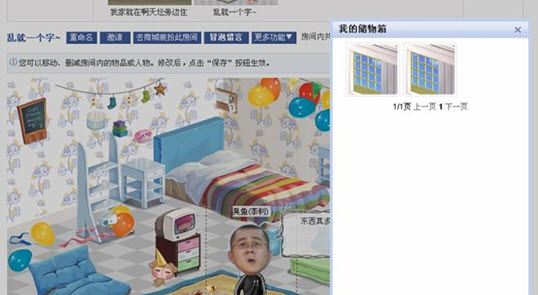 我家就在朝天坛旁边住
乱就一个字~
乱就一个字~ 重命名 邀请 去商城装扮此房间 冒泡留言 更多功能▼ 房间内共
您可以移动、删减房间内的物品或人物。修改后，点击“保存”按钮生效。
我的储物箱
1/1页 上一页 1 下一页
臭鱼(李钊)
东西真多